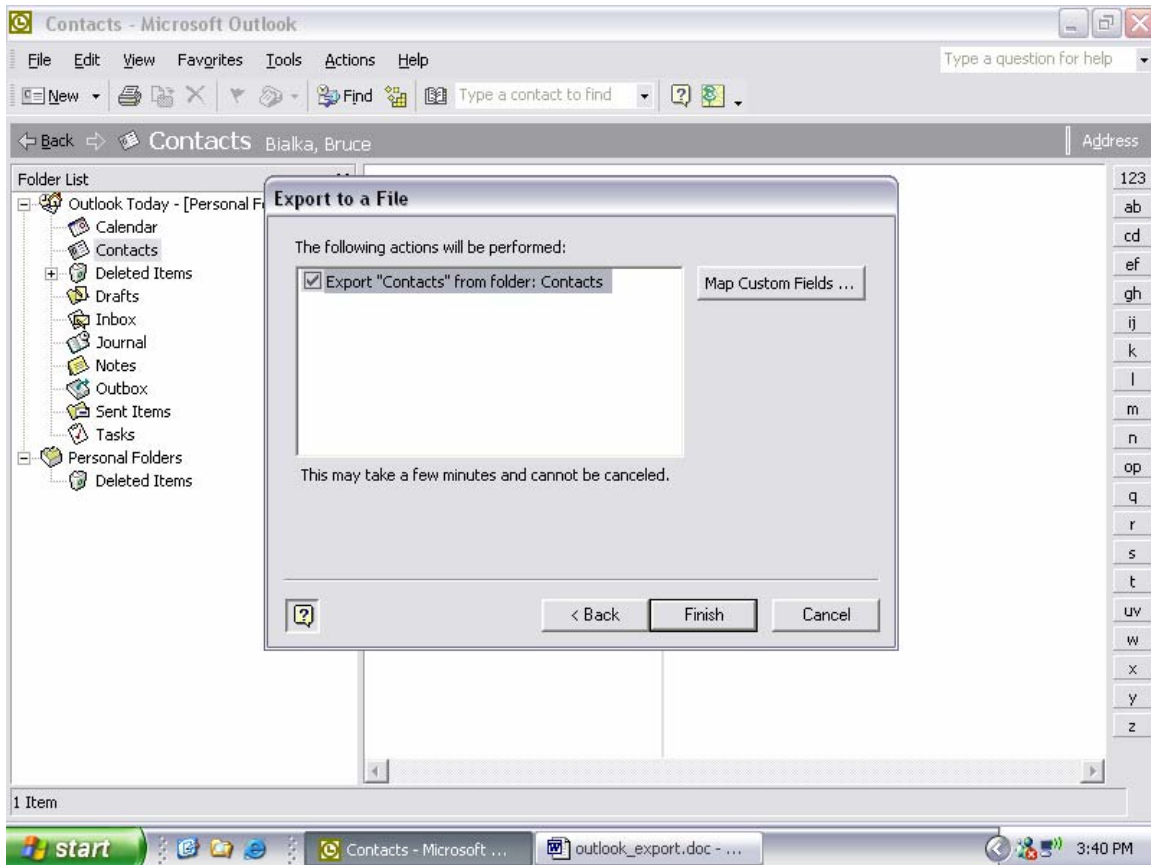 Contacts - Microsoft Outlook
File Edit View Favorites Tools Actions Help
Type a question for help
New Find Type a contact to find
Back Contacts Bialka, Bruce Address
Folder List
Outlook Today - [Personal F
Calendar
Contacts
Deleted Items
Drafts
Inbox
Journal
Notes
Outbox
Sent Items
Tasks
Personal Folders
Deleted Items
Export to a File
The following actions will be performed:
Export "Contacts" from folder: Contacts
Map Custom Fields ...
This may take a few minutes and cannot be canceled.
< Back Finish Cancel
123
ab
cd
ef
gh
ij
k
l
m
n
op
q
r
s
t
uv
w
x
y
z
1 Item
start Contacts - Microsoft ... outlook_export.doc - ... 3:40 PM